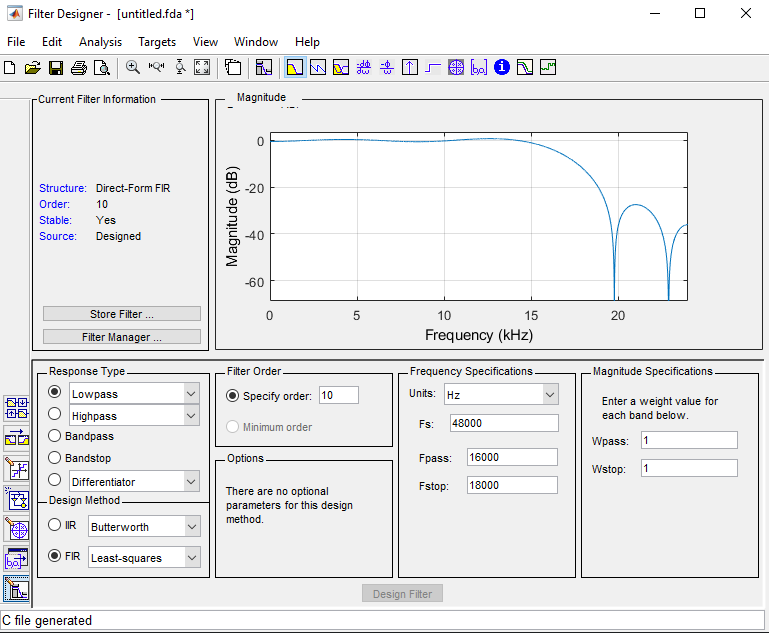 Filter Designer - [untitled.fda *]
File Edit Analysis Targets View Window Help
Current Filter Information
Structure: Direct-Form FIR
Order: 10
Stable: Yes
Source: Designed
Store Filter ...
Filter Manager ...
Magnitude
Magnitude (dB)
0
-20
-40
-60
0 5 10 15 20
Frequency (kHz)
Response Type
Lowpass
Highpass
Bandpass
Bandstop
Differentiator
Design Method
IIR Butterworth
FIR Least-squares
Filter Order
Specify order: 10
Minimum order
Options
There are no optional
parameters for this design
method.
Frequency Specifications
Units: Hz
Fs: 48000
Fpass: 16000
Fstop: 18000
Magnitude Specifications
Enter a weight value for
each band below.
Wpass: 1
Wstop: 1
Design Filter
C file generated